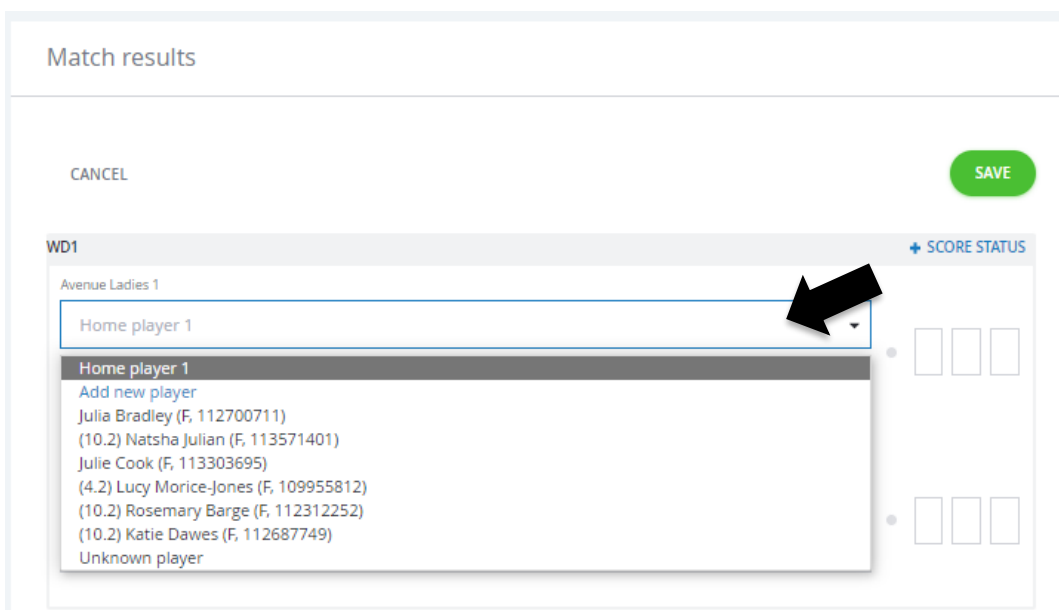 Match results
CANCEL
SAVE
WD1
+ SCORE STATUS
Avenue Ladies 1
Home player 1
Home player 1
Add new player
Julia Bradley (F, 112700711)
(10.2) Natsha Julian (F, 113571401)
Julie Cook (F, 113303695)
(4.2) Lucy Morice-Jones (F, 109955812)
(10.2) Rosemary Barge (F, 112312252)
(10.2) Katie Dawes (F, 112687749)
Unknown player